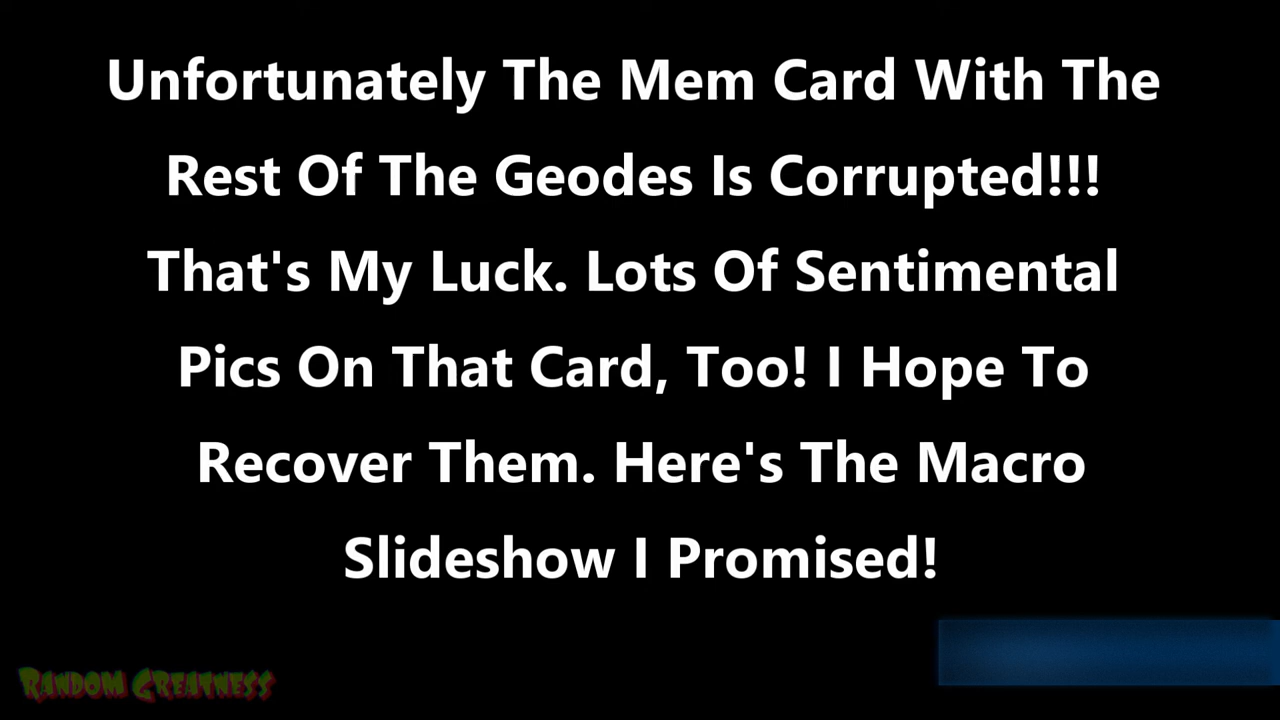 Unfortunately The Mem Card With The
Rest Of The Geodes Is Corrupted!!!
That's My Luck. Lots Of Sentimental
Pics On That Card, Too! I Hope To
Recover Them. Here's The Macro
Slideshow I Promised!
Random Greatness